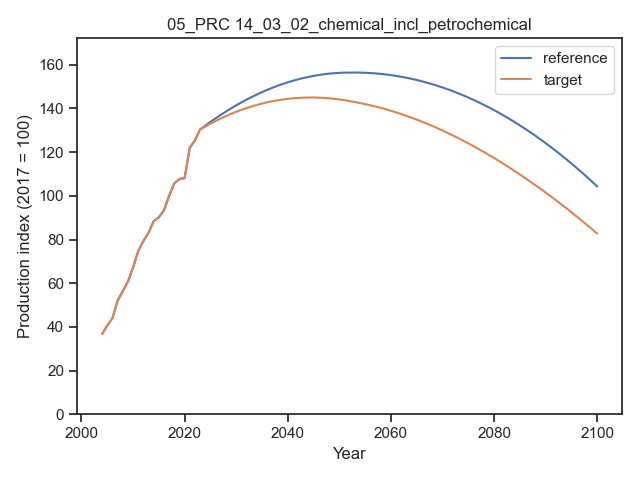 05_PRC 14_03_02_chemical_incl_petrochemical
reference
target
Production index (2017 = 100)
160
140
120
100
80
60
40
20
0
2000 2020 2040 2060 2080 2100
Year